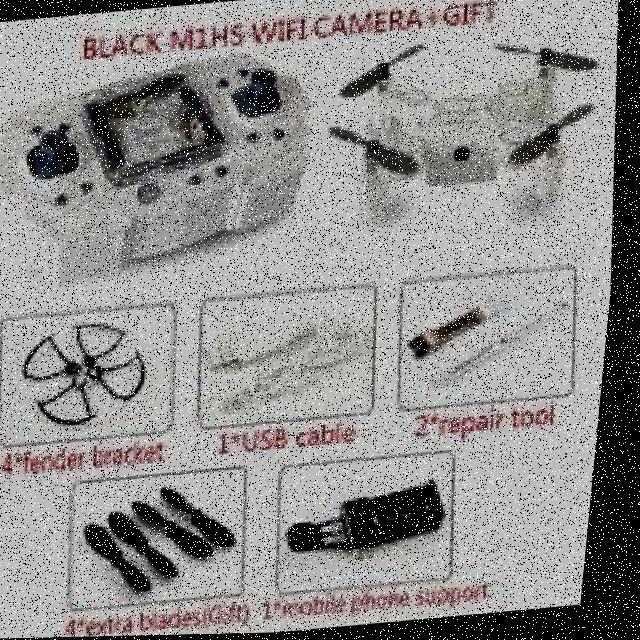 BLACK M1HS WIFI CAMERA+GIFT
4*fender bracket
1*USB cable
2*repair tool
4*extra blades(Gift)
1*mobile phone support